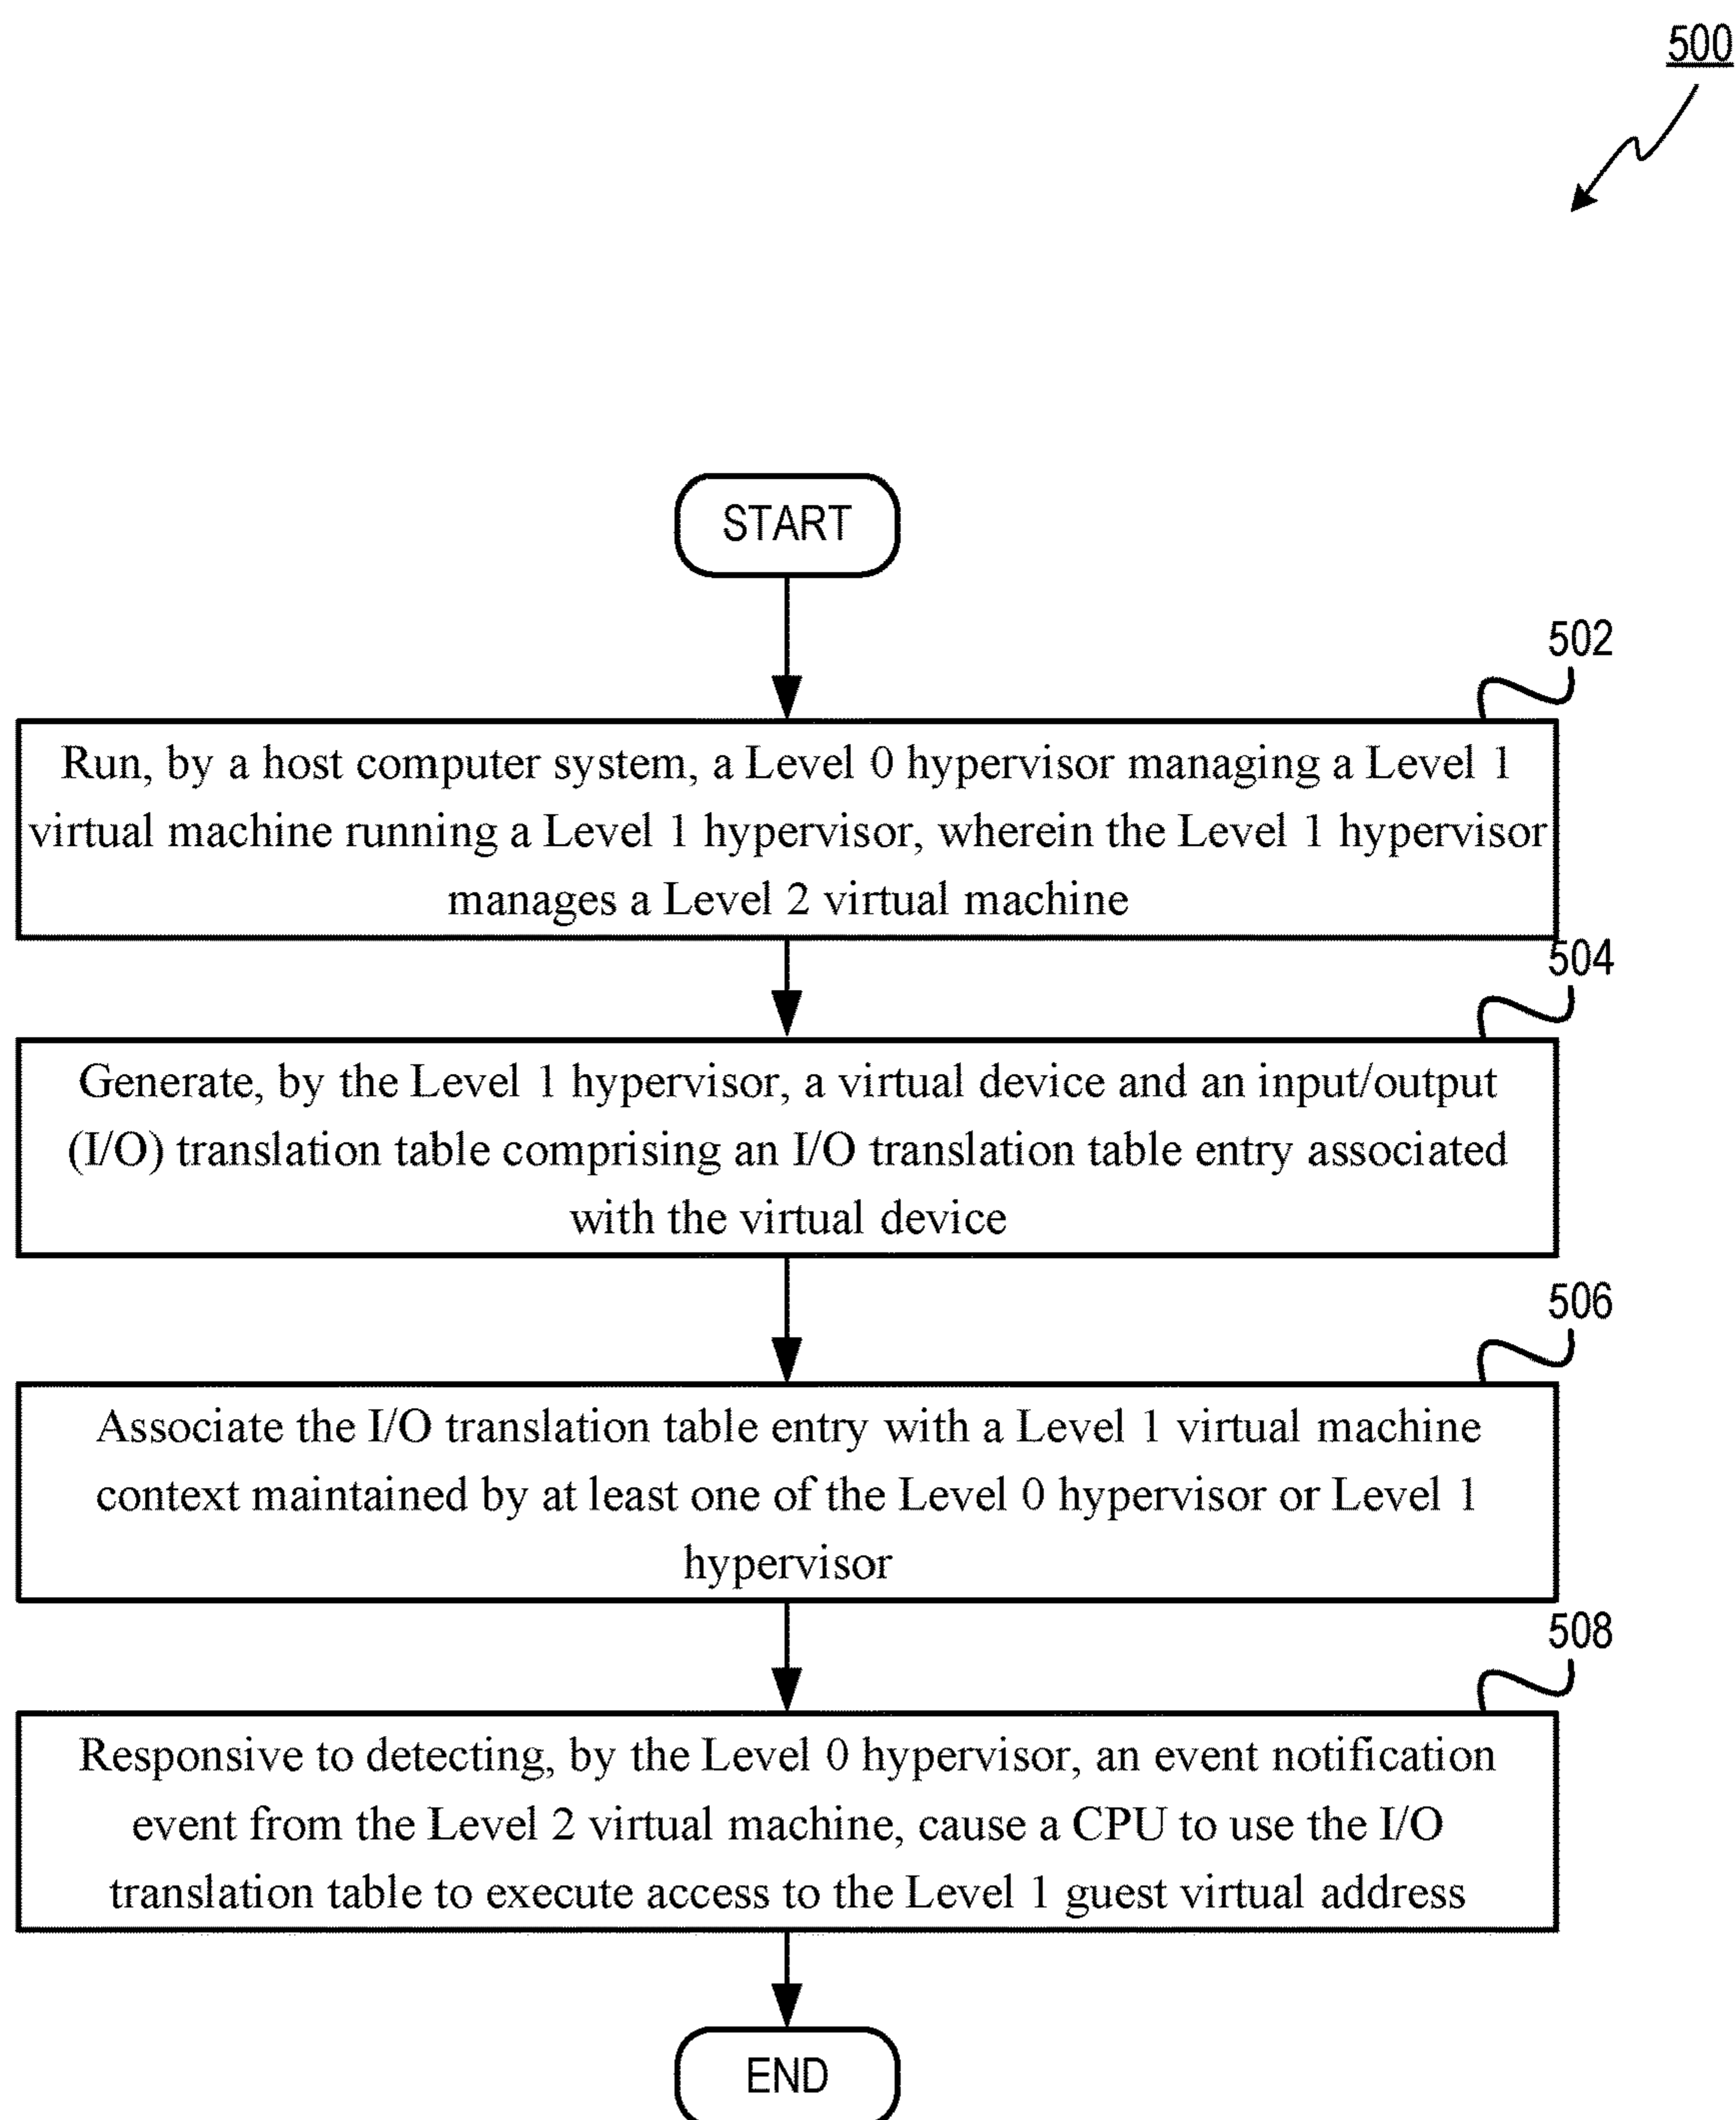 500
START
502
Run, by a host computer system, a Level 0 hypervisor managing a Level 1
virtual machine running a Level 1 hypervisor, wherein the Level 1 hypervisor
manages a Level 2 virtual machine
504
Generate, by the Level 1 hypervisor, a virtual device and an input/output
(I/O) translation table comprising an I/O translation table entry associated
with the virtual device
506
Associate the I/O translation table entry with a Level 1 virtual machine
context maintained by at least one of the Level 0 hypervisor or Level 1
hypervisor
508
Responsive to detecting, by the Level 0 hypervisor, an event notification
event from the Level 2 virtual machine, cause a CPU to use the I/O
translation table to execute access to the Level 1 guest virtual address
END